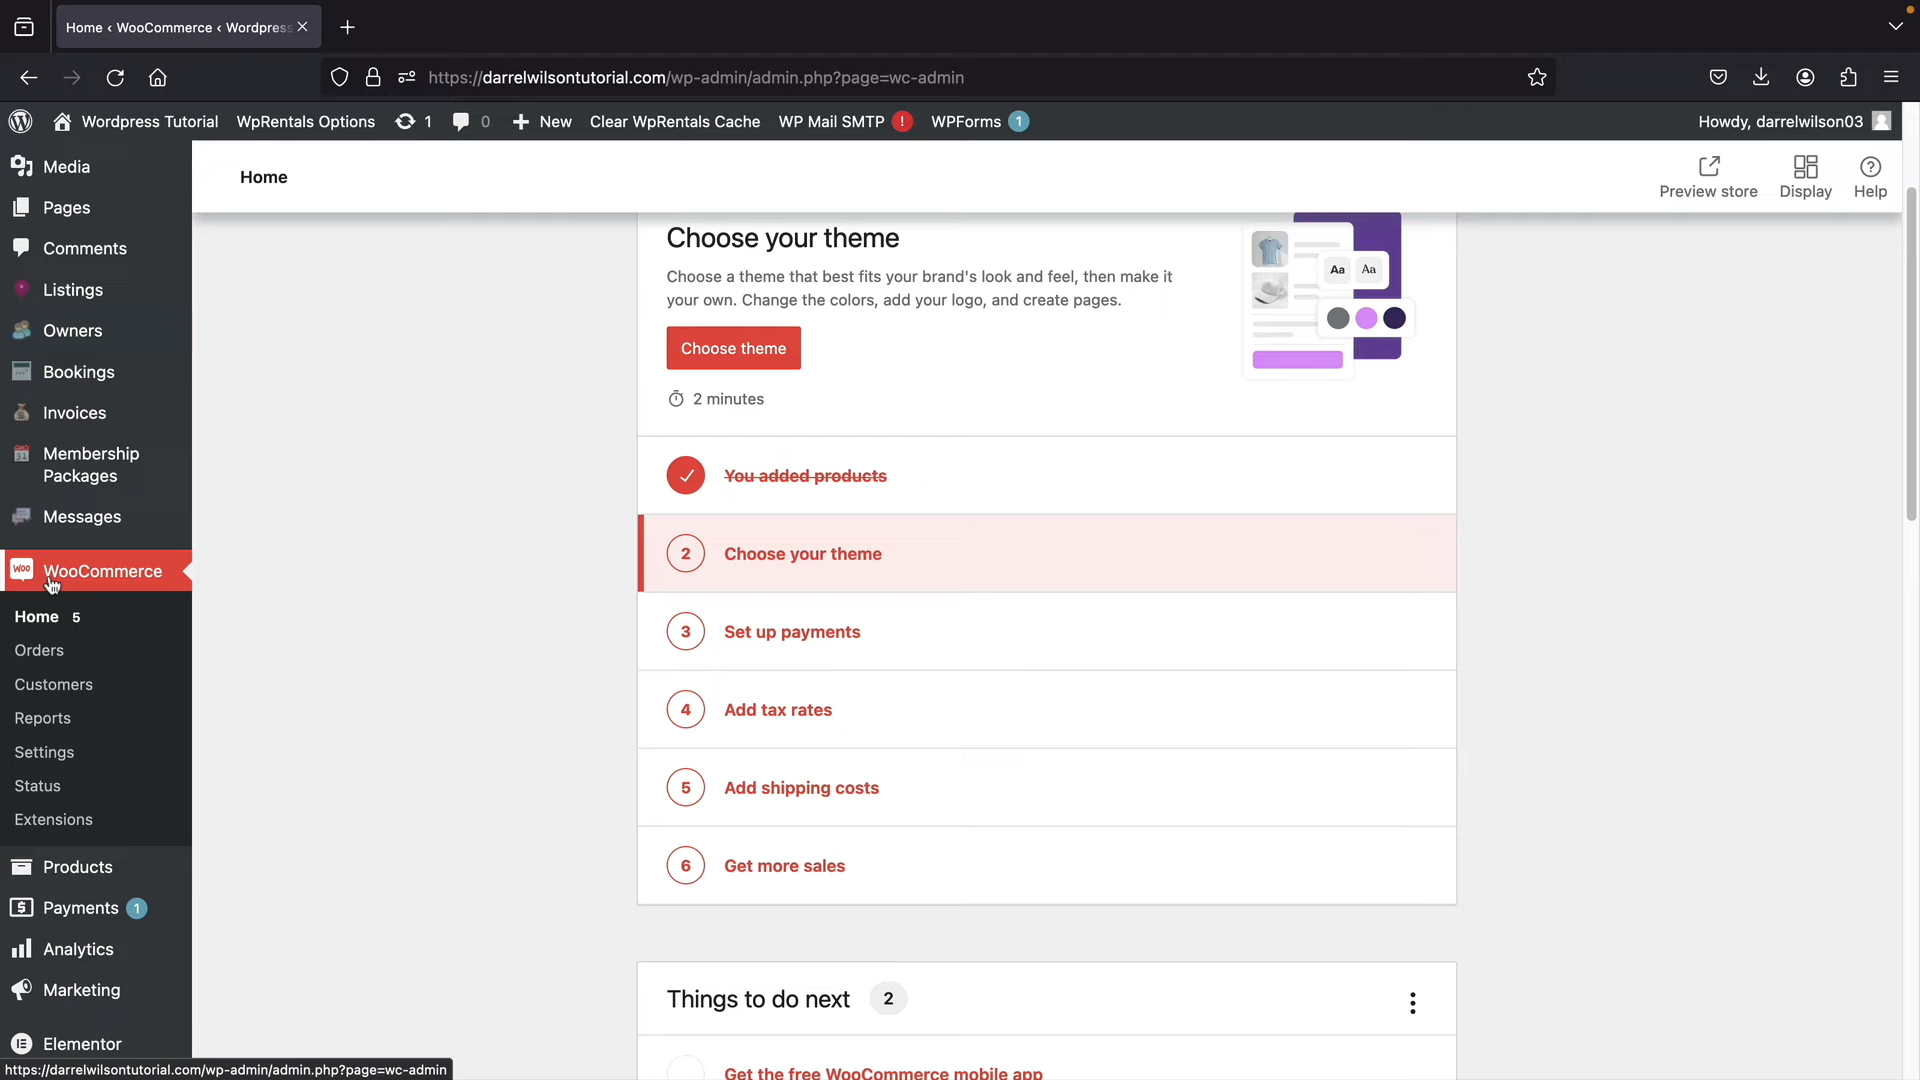 Home ‹ WooCommerce ‹ Wordpress
https://darrelwilsontutorial.com/wp-admin/admin.php?page=wc-admin
Wordpress Tutorial WpRentals Options 1 0 New Clear WpRentals Cache WP Mail SMTP ! WPForms 1 Howdy, darrelwilson03
Media
Pages
Comments
Listings
Owners
Bookings
Invoices
Membership
Packages
Messages
Woo WooCommerce
Home 5
Orders
Customers
Reports
Settings
Status
Extensions
Products
Payments 1
Analytics
Marketing
Elementor
https://darrelwilsontutorial.com/wp-admin/admin.php?page=wc-admin
Home
Preview store Display Help
Choose your theme
Choose a theme that best fits your brand's look and feel, then make it
your own. Change the colors, add your logo, and create pages.
Choose theme
2 minutes
Aa Aa
You added products
2 Choose your theme
3 Set up payments
4 Add tax rates
5 Add shipping costs
6 Get more sales
Things to do next 2
Get the free WooCommerce mobile app